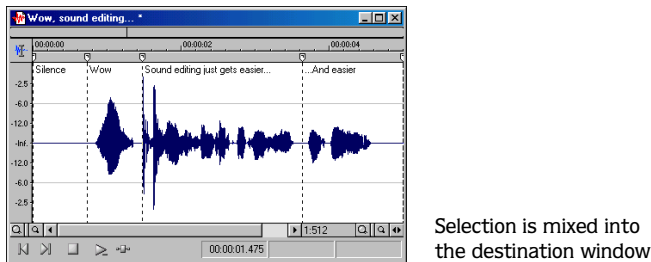 Wow, sound editing... *
00:00:00 00:00:02 00:00:04
Silence Wow Sound editing just gets easier... ...And easier
-2.5
-6.0
-12.0
-Inf.
-12.0
-6.0
-2.5
1:512
00:00:01.475
Selection is mixed into
the destination window